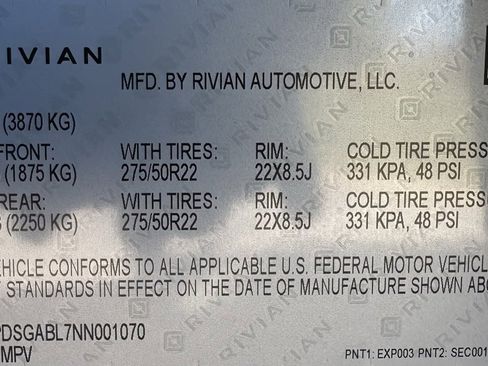 RIVIAN
MFD. BY RIVIAN AUTOMOTIVE, LLC.
(3870 KG)
FRONT: WITH TIRES: RIM: COLD TIRE PRESS
(1875 KG) 275/50R22 22X8.5J 331 KPA, 48 PSI
REAR: WITH TIRES: RIM: COLD TIRE PRESS
(2250 KG) 275/50R22 22X8.5J 331 KPA, 48 PSI
EHICLE CONFORMS TO ALL APPLICABLE U.S. FEDERAL MOTOR VEHICLE
T STANDARDS IN EFFECT ON THE DATE OF MANUFACTURE SHOWN A
PDSGABL7NN001070
MPV PNT1: EXP003 PNT2: SEC001